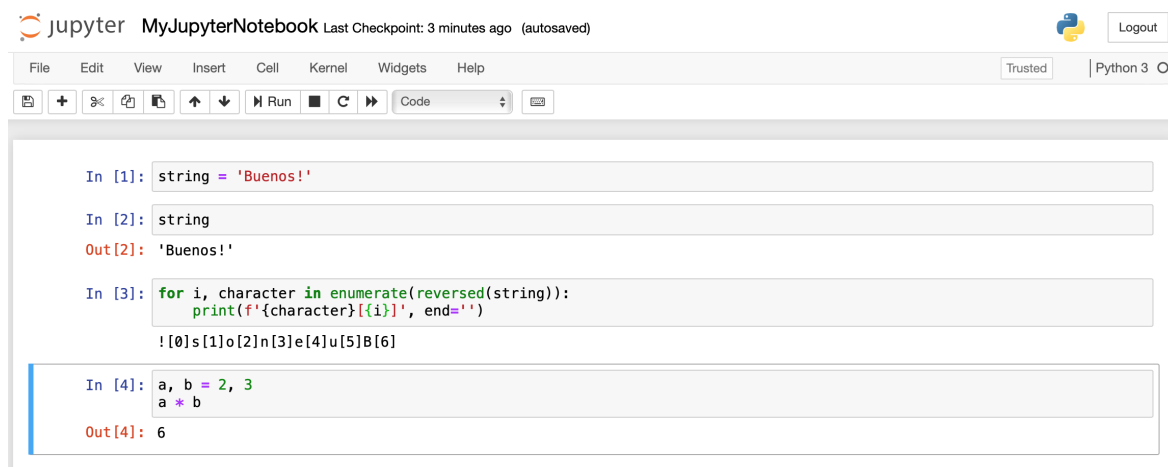 jupyter MyJupyterNotebook Last Checkpoint: 3 minutes ago (autosaved) Logout
File Edit View Insert Cell Kernel Widgets Help Trusted Python 3
Run Code
In [1]: string = 'Buenos!'
In [2]: string
Out[2]: 'Buenos!'
In [3]: for i, character in enumerate(reversed(string)):
print(f'{character}[{i}]', end='')
![0]s[1]o[2]n[3]e[4]u[5]B[6]
In [4]: a, b = 2, 3
a * b
Out[4]: 6